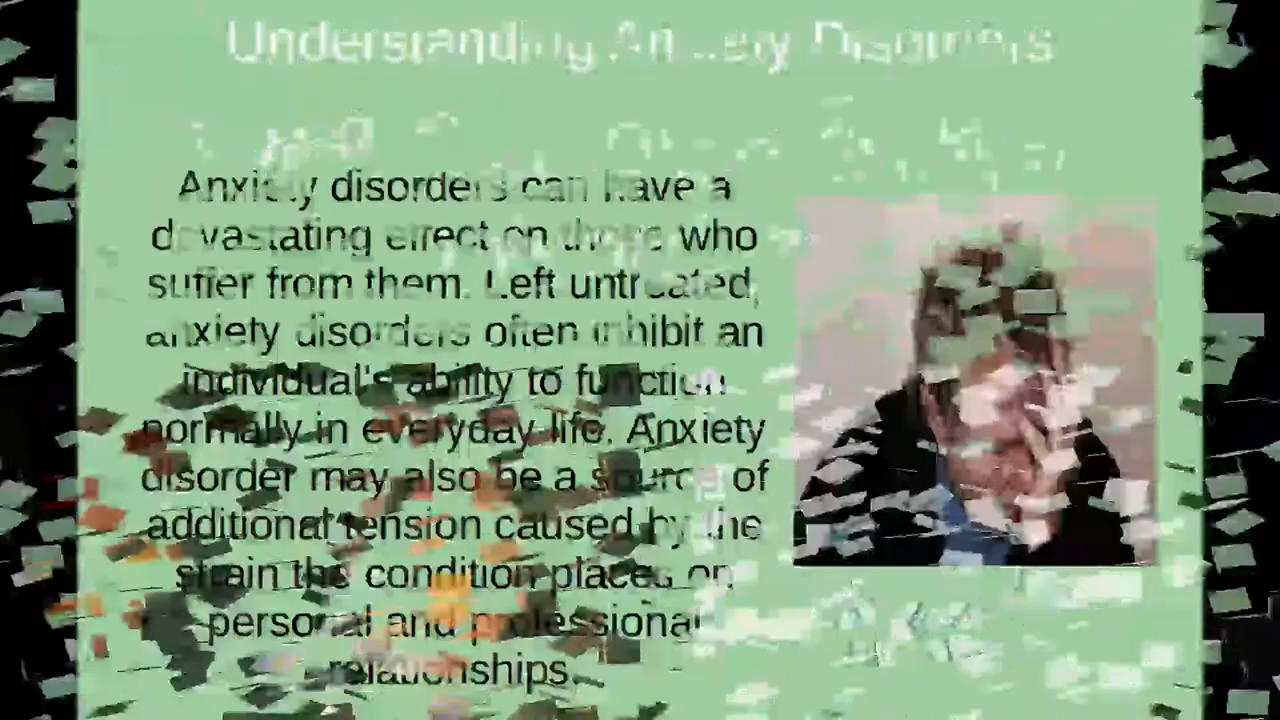 Understanding Anxiety Disorders
Anxiety disorders can have a
devastating effect on those who
suffer from them. Left untreated,
anxiety disorders often inhibit an
individual's ability to function
normally in everyday life. Anxiety
disorder may also be a source of
additional tension caused by the
strain the condition places on
personal and professional
relationships.